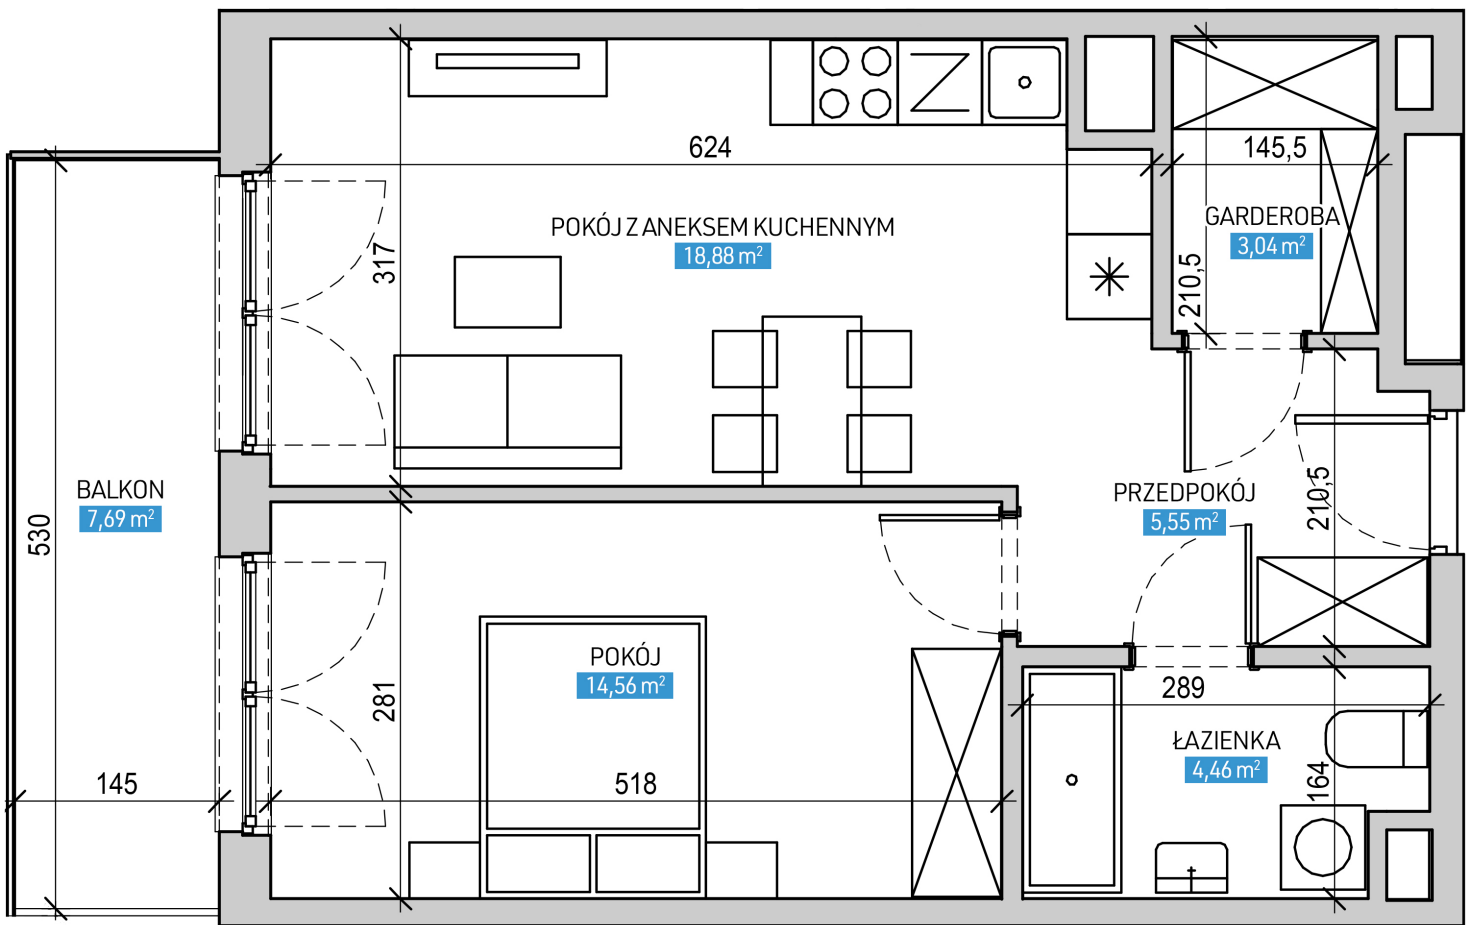 624
145,5
POKÓJ Z ANEKSEM KUCHENNYM
18,88 m²
GARDEROBA
3,04 m²
317
210,5
BALKON
7,69 m²
530
PRZEDPOKÓJ
5,55 m²
210,5
POKÓJ
14,56 m²
281
289
ŁAZIENKA
4,46 m²
164
145
518